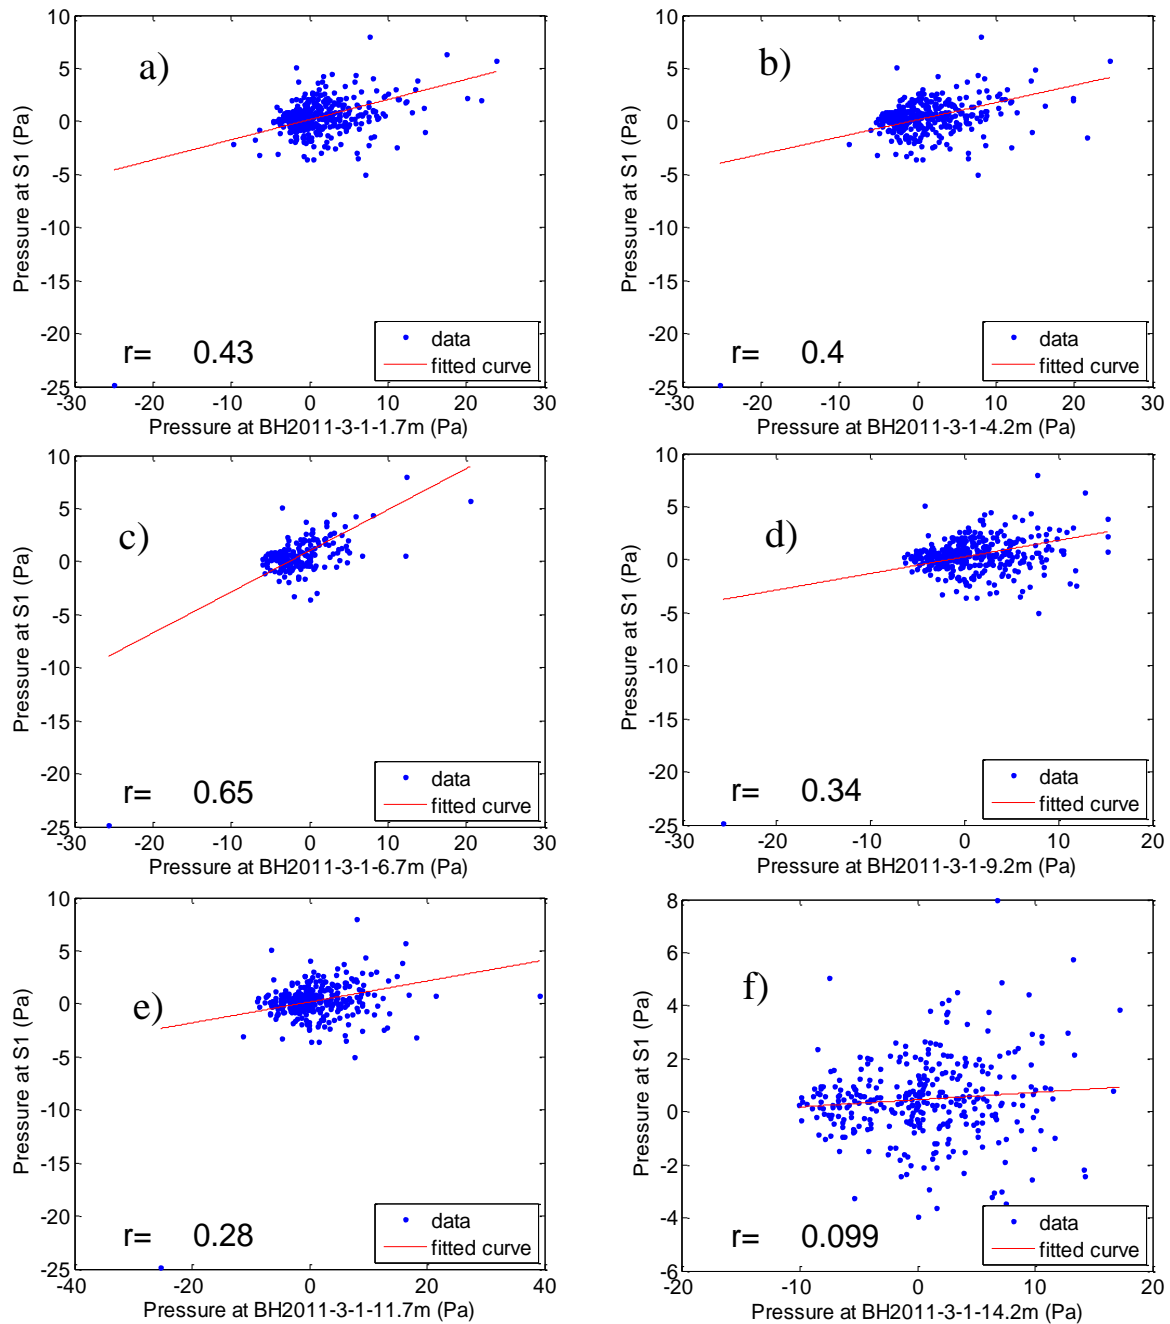 10
5
0
-5
-10
-15
-20
-25
-30 -20 -10 0 10 20 30
Pressure at S1 (Pa)
Pressure at BH2011-3-1-1.7m (Pa)
a)
r= 0.43
data
fitted curve
10
5
0
-5
-10
-15
-20
-25
-30 -20 -10 0 10 20 30
Pressure at S1 (Pa)
Pressure at BH2011-3-1-4.2m (Pa)
b)
r= 0.4
data
fitted curve
10
5
0
-5
-10
-15
-20
-25
-30 -20 -10 0 10 20 30
Pressure at S1 (Pa)
Pressure at BH2011-3-1-6.7m (Pa)
c)
r= 0.65
data
fitted curve
10
5
0
-5
-10
-15
-20
-25
-30 -20 -10 0 10 20
Pressure at S1 (Pa)
Pressure at BH2011-3-1-9.2m (Pa)
d)
r= 0.34
data
fitted curve
10
5
0
-5
-10
-15
-20
-25
-40 -20 0 20 40
Pressure at S1 (Pa)
Pressure at BH2011-3-1-11.7m (Pa)
e)
r= 0.28
data
fitted curve
8
6
4
2
0
-2
-4
-6
-20 -10 0 10 20
Pressure at S1 (Pa)
Pressure at BH2011-3-1-14.2m (Pa)
f)
r= 0.099
data
fitted curve